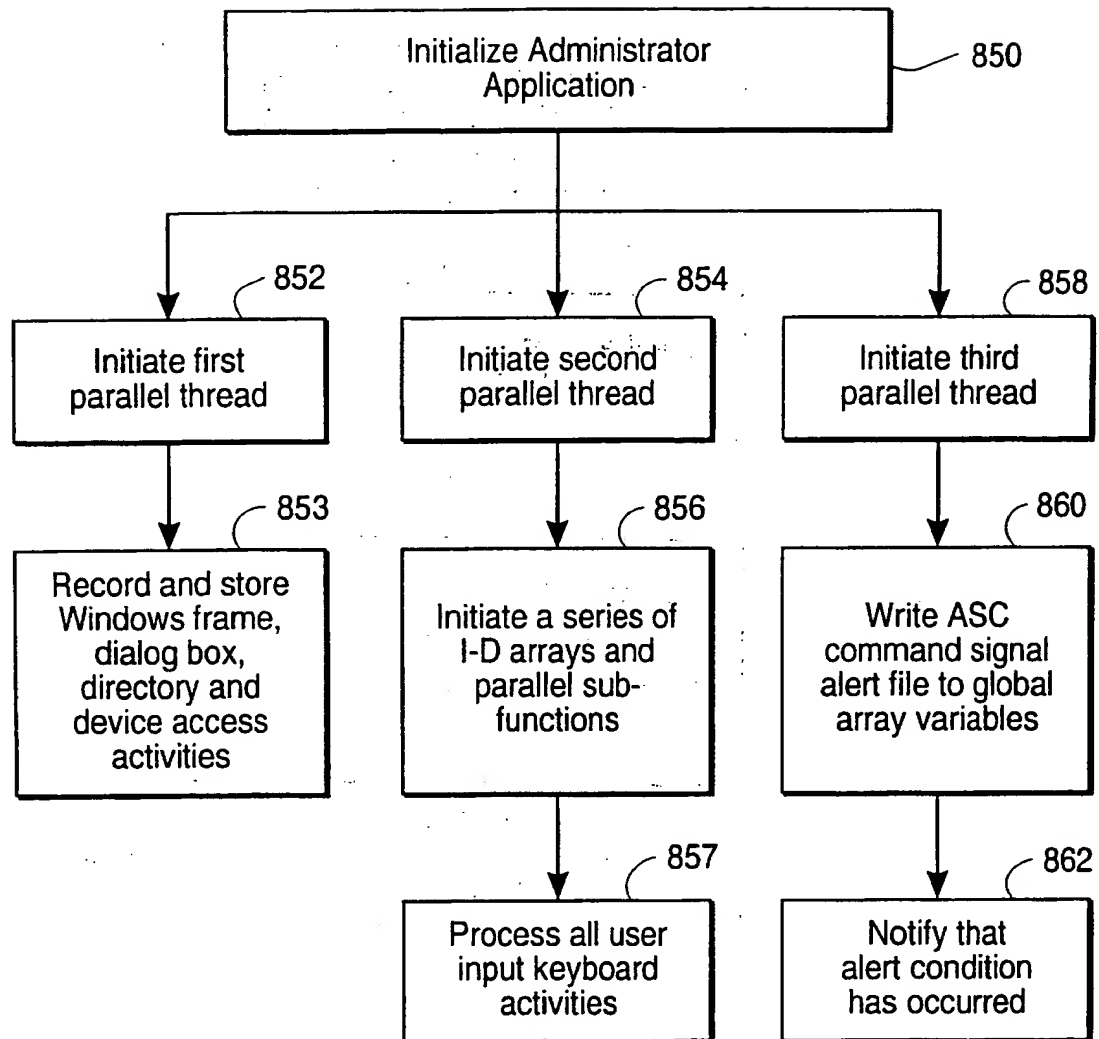 Initialize Administrator
Application
850
852
Initiate first
parallel thread
854
Initiate second
parallel thread
858
Initiate third
parallel thread
853
Record and store
Windows frame,
dialog box,
directory and
device access
activities
856
Initiate a series of
I-D arrays and
parallel sub-
functions
860
Write ASC
command signal
alert file to global
array variables
857
Process all user
input keyboard
activities
862
Notify that
alert condition
has occurred